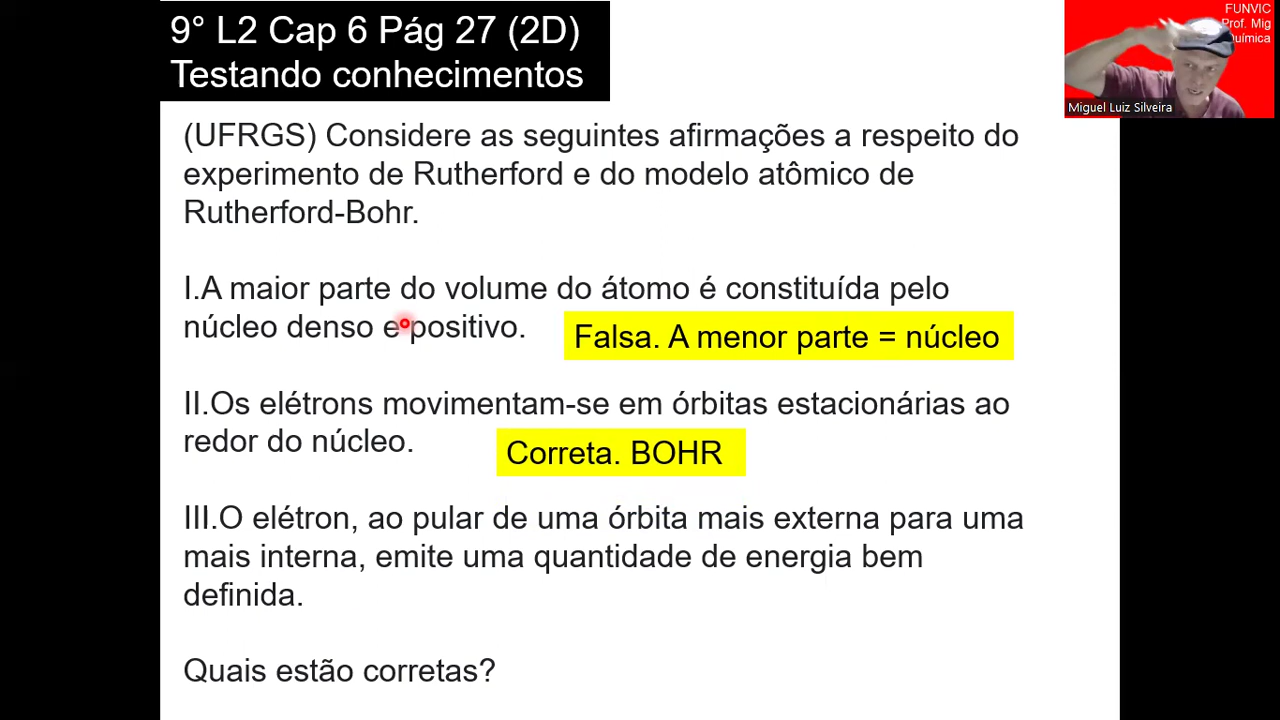 9° L2 Cap 6 Pág 27 (2D)
Testando conhecimentos
FUNVIC
Prof. Mig
uímica
Miguel Luiz Silveira
(UFRGS) Considere as seguintes afirmações a respeito do
experimento de Rutherford e do modelo atômico de
Rutherford-Bohr.
I.A maior parte do volume do átomo é constituída pelo
núcleo denso e positivo.
Falsa. A menor parte = núcleo
II.Os elétrons movimentam-se em órbitas estacionárias ao
redor do núcleo.
Correta. BOHR
III.O elétron, ao pular de uma órbita mais externa para uma
mais interna, emite uma quantidade de energia bem
definida.
Quais estão corretas?